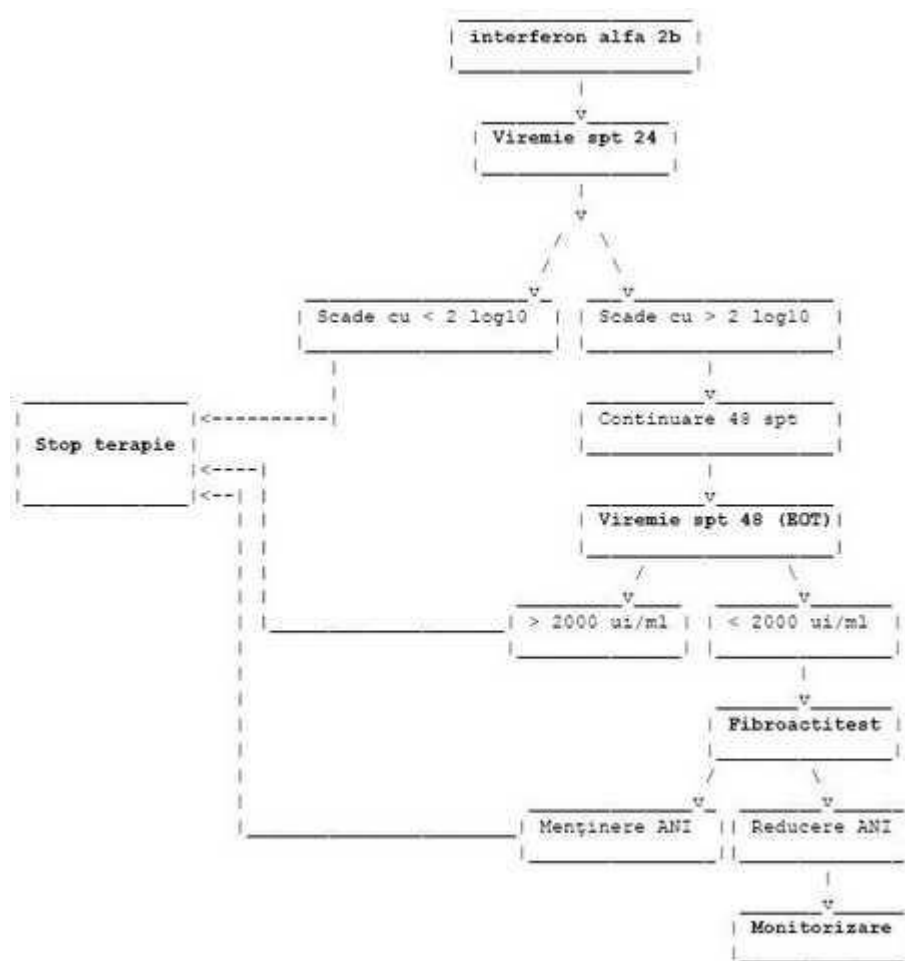 interferon alfa 2b
Viremie spt 24
Scade cu < 2 log10
Scade cu > 2 log10
Continuare 48 spt
Stop terapie
Viremie spt 48 (EOT)
> 2000 ui/ml
< 2000 ui/ml
Fibroactitest
Menţinere ANI
Reducere ANI
Monitorizare